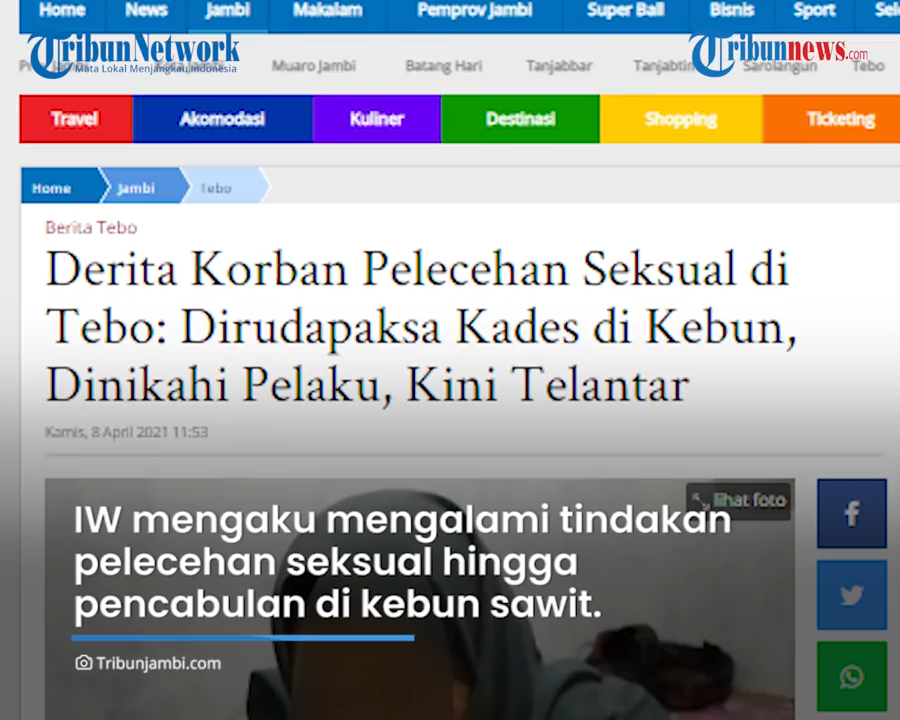 Home News Jambi Makalam Pemprov Jambi Super Ball Bisnis Sport
TribunNetwork
Mata Lokal Menjangkau Indonesia
Tribunnews.com
Muaro Jambi Batang Hari Tanjabbar Tanjabtim Sarolangun Tebo
Travel Akomodasi Kuliner Destinasi Shopping Ticketing
Home Jambi Tebo
Berita Tebo
Derita Korban Pelecehan Seksual di
Tebo: Dirudapaksa Kades di Kebun,
Dinikahi Pelaku, Kini Telantar
Kamis, 8 April 2021 11:53
lihat foto
IW mengaku mengalami tindakan
pelecehan seksual hingga
pencabulan di kebun sawit.
Tribunjambi.com